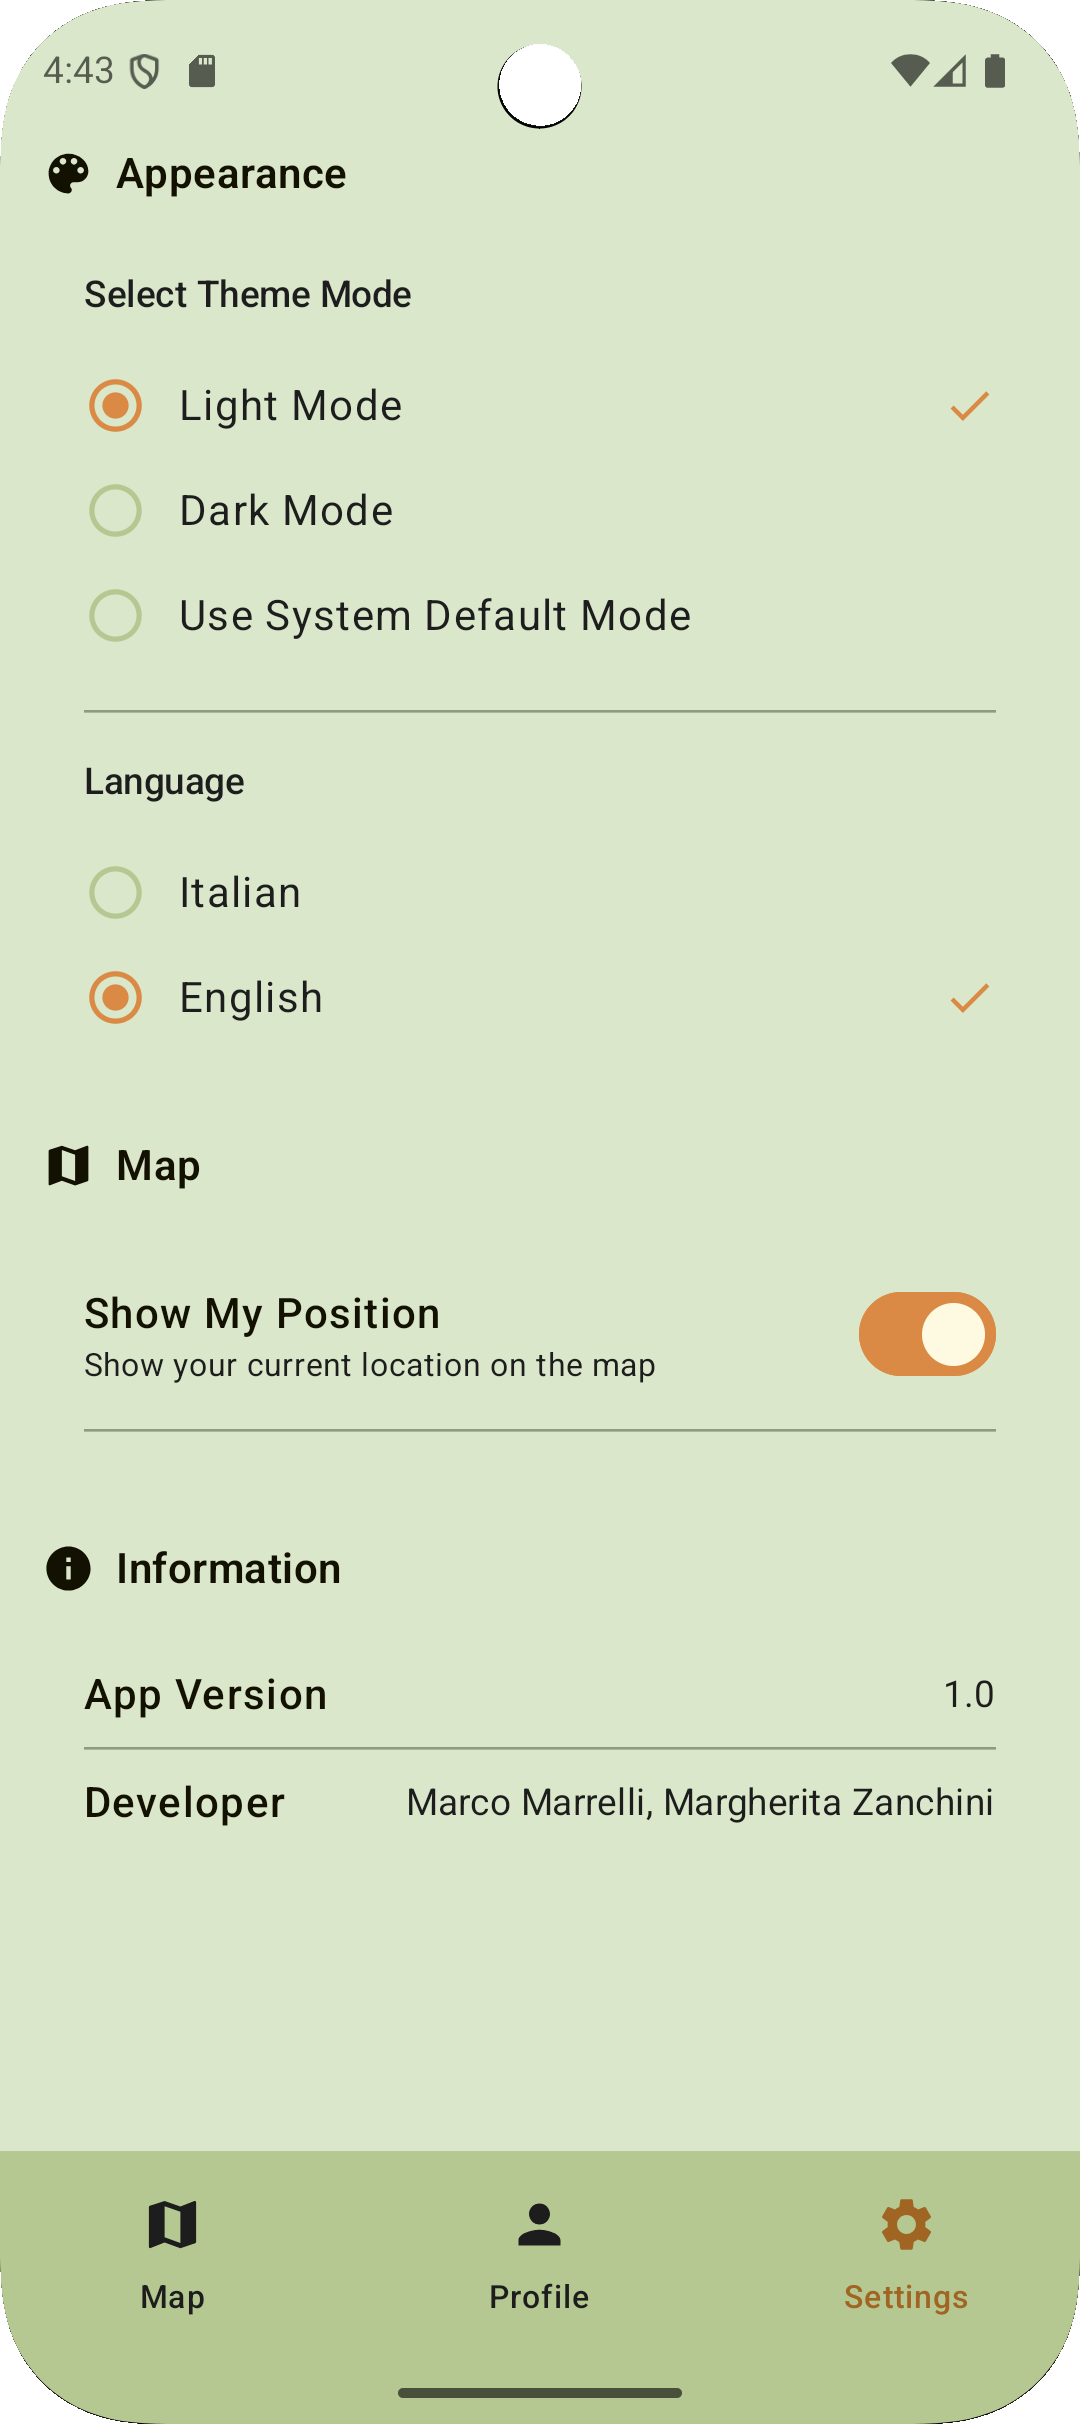 4:43
Appearance
Select Theme Mode
Light Mode
Dark Mode
Use System Default Mode
Language
Italian
English
Map
Show My Position
Show your current location on the map
Information
App Version 1.0
Developer Marco Marrelli, Margherita Zanchini
Map Profile Settings